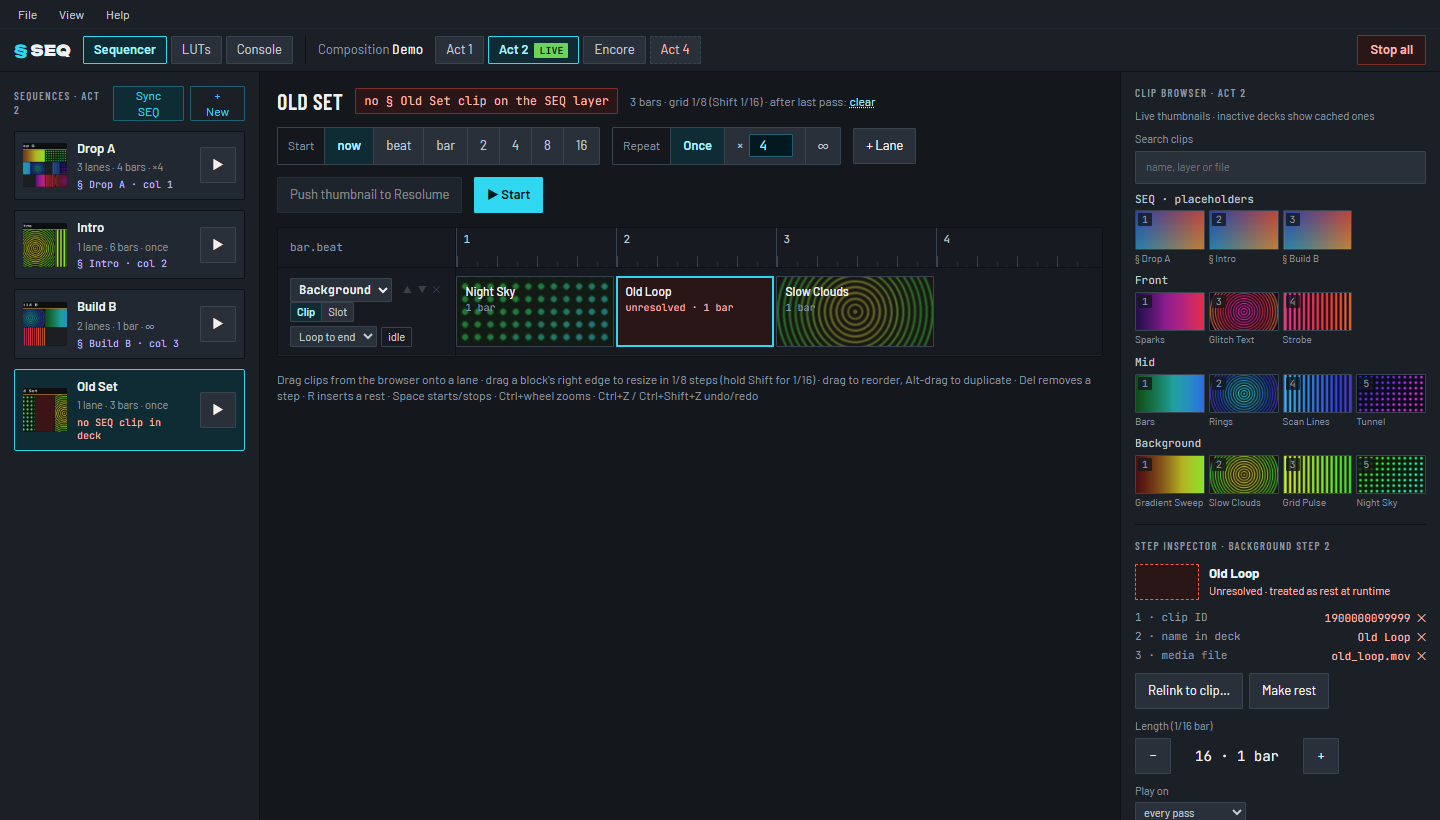 File View Help
§ SEQ Sequencer LUTs Console Composition Demo Act 1 Act 2 LIVE Encore Act 4 Stop all
SEQUENCES · ACT 2
Sync SEQ
+ New
Drop A
3 lanes · 4 bars · ×4
§ Drop A · col 1
Intro
1 lane · 6 bars · once
§ Intro · col 2
Build B
2 lanes · 1 bar · ∞
§ Build B · col 3
Old Set
1 lane · 3 bars · once
no SEQ clip in
deck
OLD SET no § Old Set clip on the SEQ layer 3 bars · grid 1/8 (Shift 1/16) · after last pass: clear
Start now beat bar 2 4 8 16 Repeat Once × 4 ∞ + Lane
Push thumbnail to Resolume ▶ Start
bar.beat 1 2 3 4
Background ▲ ▼ ✕
Clip Slot
Loop to end idle
Night Sky
1 bar
Old Loop
unresolved · 1 bar
Slow Clouds
1 bar
Drag clips from the browser onto a lane · drag a block's right edge to resize in 1/8 steps (hold Shift for 1/16) · drag to reorder, Alt-drag to duplicate · Del removes a
step · R inserts a rest · Space starts/stops · Ctrl+wheel zooms · Ctrl+Z / Ctrl+Shift+Z undo/redo
CLIP BROWSER · ACT 2
Live thumbnails · inactive decks show cached ones
Search clips
name, layer or file
SEQ · placeholders
1 2 3
§ Drop A § Intro § Build B
Front
1 3 4
Sparks Glitch Text Strobe
Mid
1 2 4 5
Bars Rings Scan Lines Tunnel
Background
1 2 3 5
Gradient Sweep Slow Clouds Grid Pulse Night Sky
STEP INSPECTOR · BACKGROUND STEP 2
Old Loop
Unresolved · treated as rest at runtime
1 · clip ID 1900000099999 ✕
2 · name in deck Old Loop ✕
3 · media file old_loop.mov ✕
Relink to clip… Make rest
Length (1/16 bar)
− 16 · 1 bar +
Play on
every pass